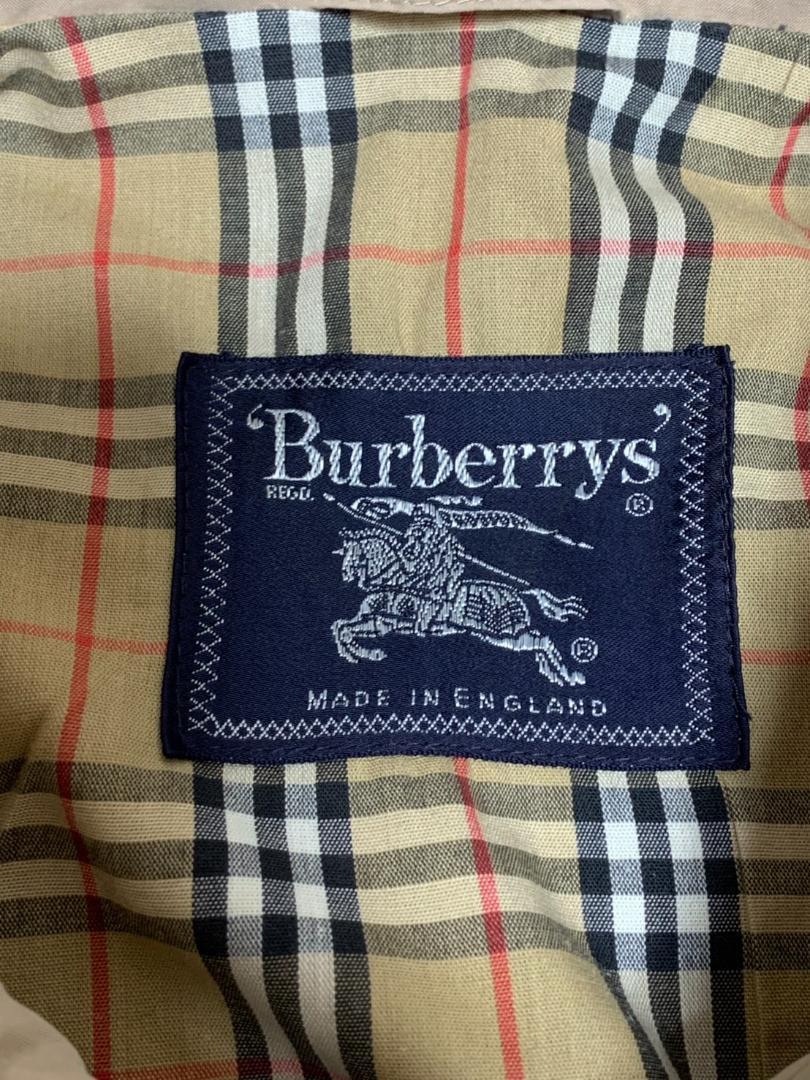 ‘Burberrys’
REGD. ®
®
MADE IN ENGLAND